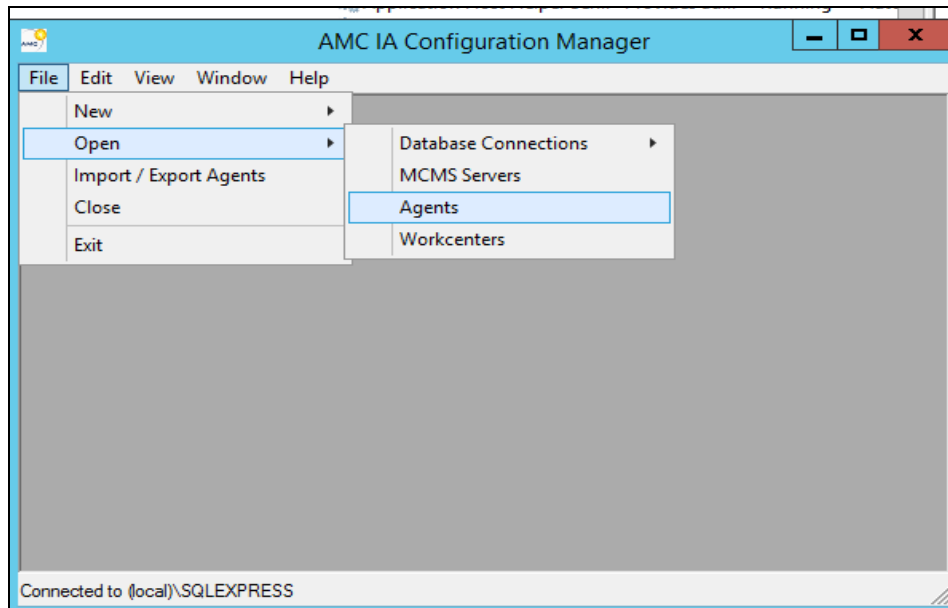 AMC IA Configuration Manager
File Edit View Window Help
New
Open
Import / Export Agents
Close
Exit
Database Connections
MCMS Servers
Agents
Workcenters
Connected to (local)\SQLEXPRESS